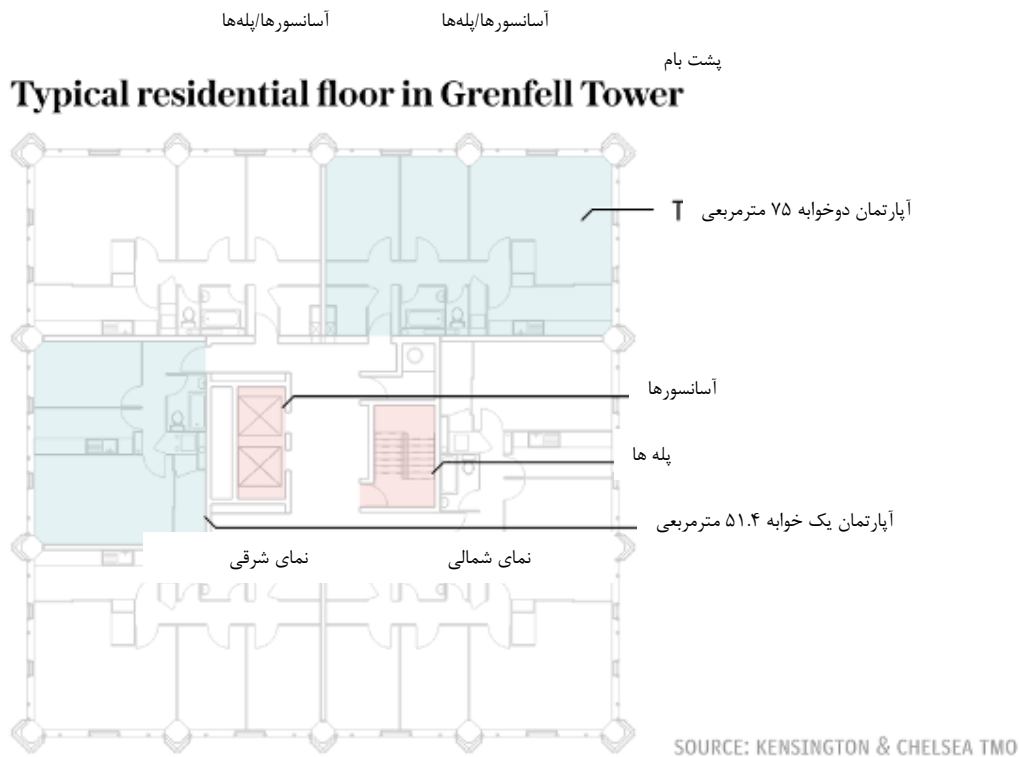 آسانسورها/پله‌ها
آسانسورها/پله‌ها
پشت بام
Typical residential floor in Grenfell Tower
آپارتمان دوخوابه ۷۵ مترمربعی T
آسانسورها
پله ها
آپارتمان یک خوابه ۵۱.۴ مترمربعی
نمای شمالی
نمای شرقی
SOURCE: KENSINGTON & CHELSEA TMO